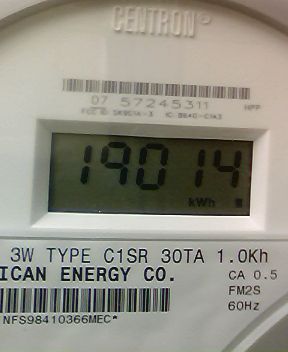 CENTRON®
07 57245311 NPP
19014
kWh
3W TYPE C1SR 30TA 1.0Kh
ICAN ENERGY CO. CA 0.5
FM2S
60Hz
NFS98410366MEC*